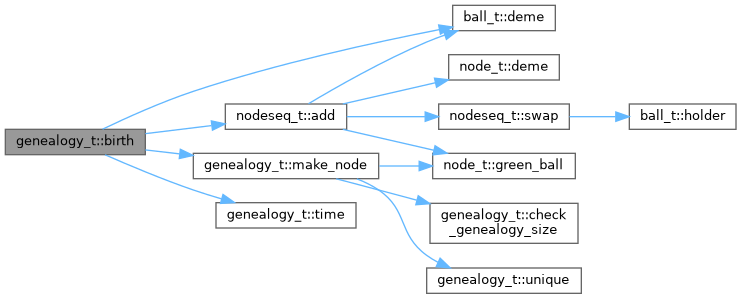 genealogy_t::birth
ball_t::deme
nodeseq_t::add
node_t::deme
nodeseq_t::swap
ball_t::holder
genealogy_t::make_node
node_t::green_ball
genealogy_t::time
genealogy_t::check
_genealogy_size
genealogy_t::unique